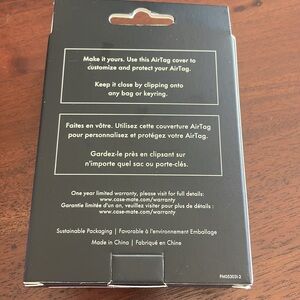 Make it yours. Use this AirTag cover to
customize and protect your AirTag.
Keep it close by clipping onto
any bag or keyring.
Faites en vôtre. Utilizez cette couverture AirTag
pour personnalisez et protégez votre AirTag.
Gardez-le près en clipsant sur
n'importe quel sac ou porte-clés.
One year limited warranty, please visit for full details:
www.case-mate.com/warranty
Garantie limitée d'un an, veuillez visiter pour plus de détails:
www.case-mate.com/warranty
Sustainable Packaging | Favorable à l'environnement Emballage
Made in China | Fabriqué en Chine